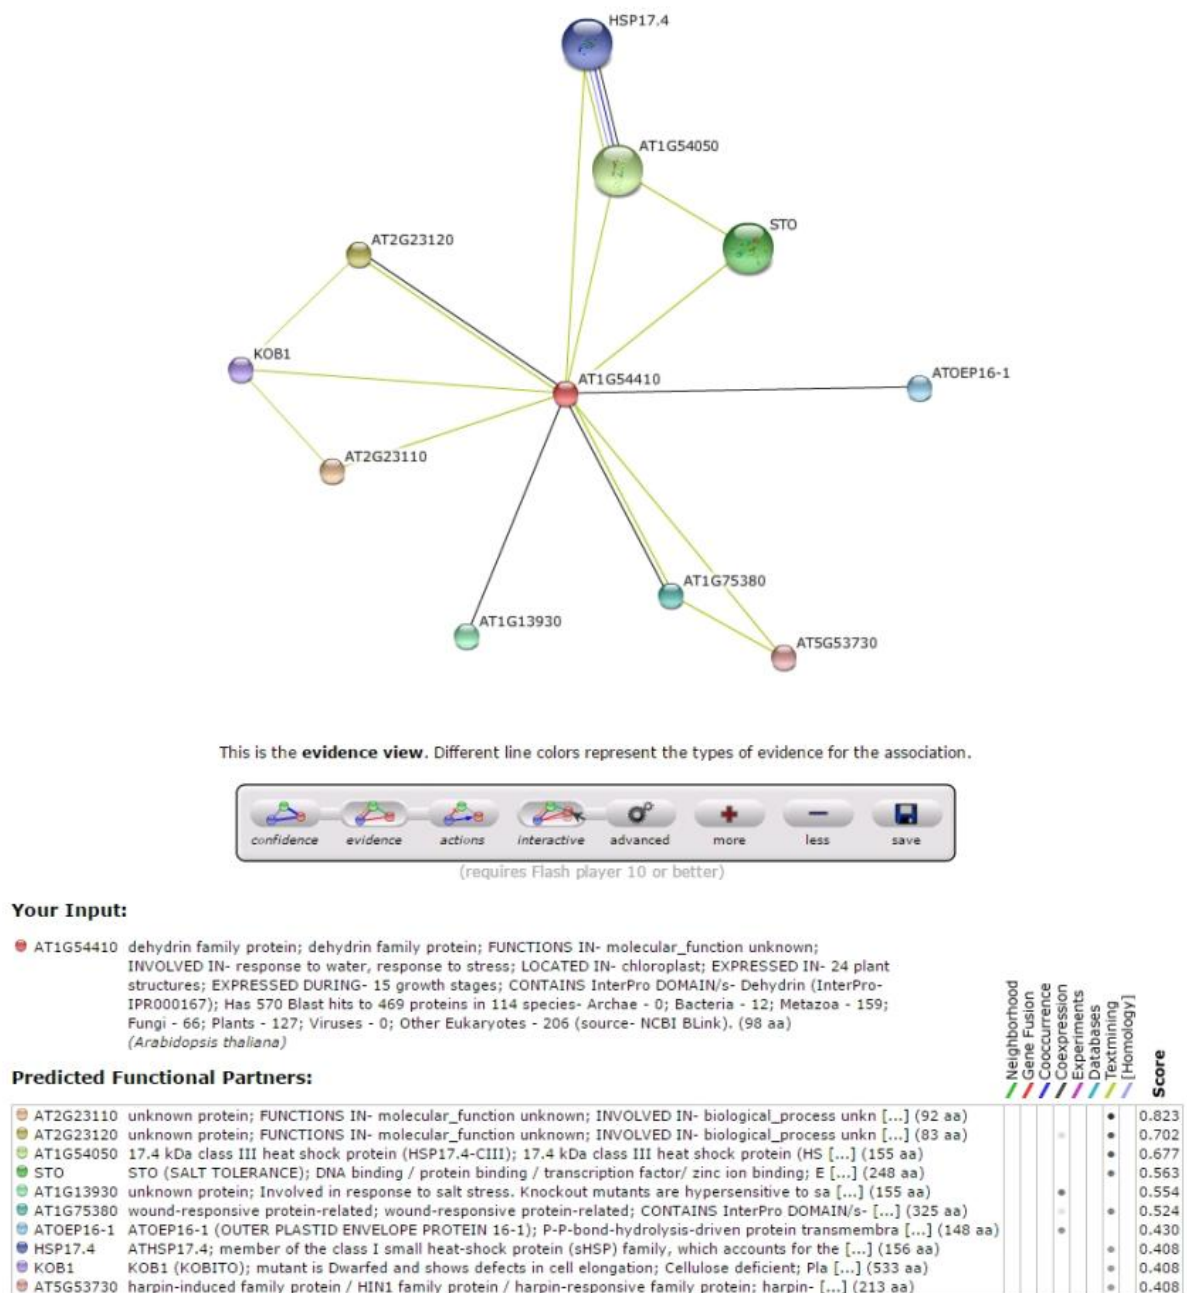 HSP17.4
AT1G54050
STO
AT2G23120
KOB1
AT1G54410
ATOEP16-1
AT2G23110
AT1G75380
AT1G13930
AT5G53730
This is the evidence view. Different line colors represent the types of evidence for the association.
confidence evidence actions interactive advanced more less save
(requires Flash player 10 or better)
Your Input:
AT1G54410 dehydrin family protein; dehydrin family protein; FUNCTIONS IN- molecular_function unknown;
INVOLVED IN- response to water, response to stress; LOCATED IN- chloroplast; EXPRESSED IN- 24 plant
structures; EXPRESSED DURING- 15 growth stages; CONTAINS InterPro DOMAIN/s- Dehydrin (InterPro-
IPR000167); Has 570 Blast hits to 469 proteins in 114 species- Archae - 0; Bacteria - 12; Metazoa - 159;
Fungi - 66; Plants - 127; Viruses - 0; Other Eukaryotes - 206 (source- NCBI BLink). (98 aa)
(Arabidopsis thaliana)
Neighborhood
Gene Fusion
Cooccurrence
Coexpression
Experiments
Databases
Textmining
[Homology]
Score
Predicted Functional Partners:
AT2G23110 unknown protein; FUNCTIONS IN- molecular_function unknown; INVOLVED IN- biological_process unkn [...] (92 aa) 0.823
AT2G23120 unknown protein; FUNCTIONS IN- molecular_function unknown; INVOLVED IN- biological_process unkn [...] (83 aa) 0.702
AT1G54050 17.4 kDa class III heat shock protein (HSP17.4-CIII); 17.4 kDa class III heat shock protein (HS [...] (155 aa) 0.677
STO STO (SALT TOLERANCE); DNA binding / protein binding / transcription factor/ zinc ion binding; E [...] (248 aa) 0.563
AT1G13930 unknown protein; Involved in response to salt stress. Knockout mutants are hypersensitive to sa [...] (155 aa) 0.554
AT1G75380 wound-responsive protein-related; wound-responsive protein-related; CONTAINS InterPro DOMAIN/s- [...] (325 aa) 0.524
ATOEP16-1 ATOEP16-1 (OUTER PLASTID ENVELOPE PROTEIN 16-1); P-P-bond-hydrolysis-driven protein transmembra [...] (148 aa) 0.430
HSP17.4 ATHSP17.4; member of the class I small heat-shock protein (sHSP) family, which accounts for the [...] (156 aa) 0.408
KOB1 KOB1 (KOBITO); mutant is Dwarfed and shows defects in cell elongation; Cellulose deficient; Pla [...] (533 aa) 0.408
AT5G53730 harpin-induced family protein / HIN1 family protein / harpin-responsive family protein; harpin- [...] (213 aa) 0.408